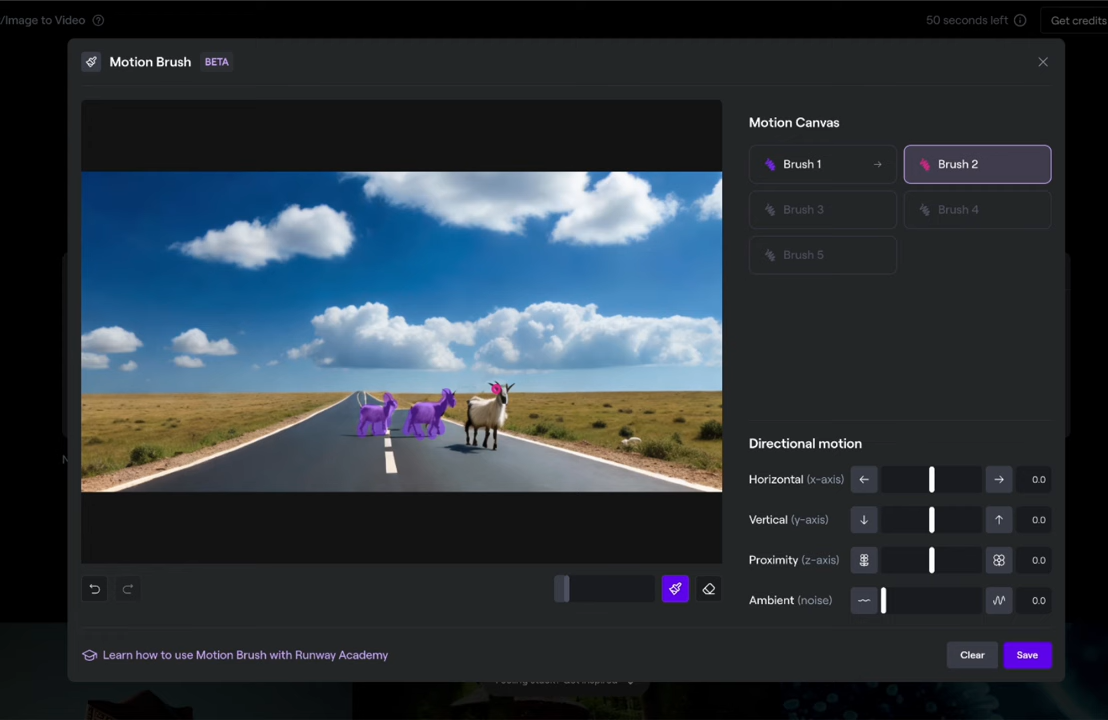 /Image to Video
50 seconds left
Get credits
Motion Brush BETA
Motion Canvas
Brush 1
Brush 2
Brush 3
Brush 4
Brush 5
Directional motion
Horizontal (x-axis) 0.0
Vertical (y-axis) 0.0
Proximity (z-axis) 0.0
Ambient (noise) 0.0
Learn how to use Motion Brush with Runway Academy
Clear
Save